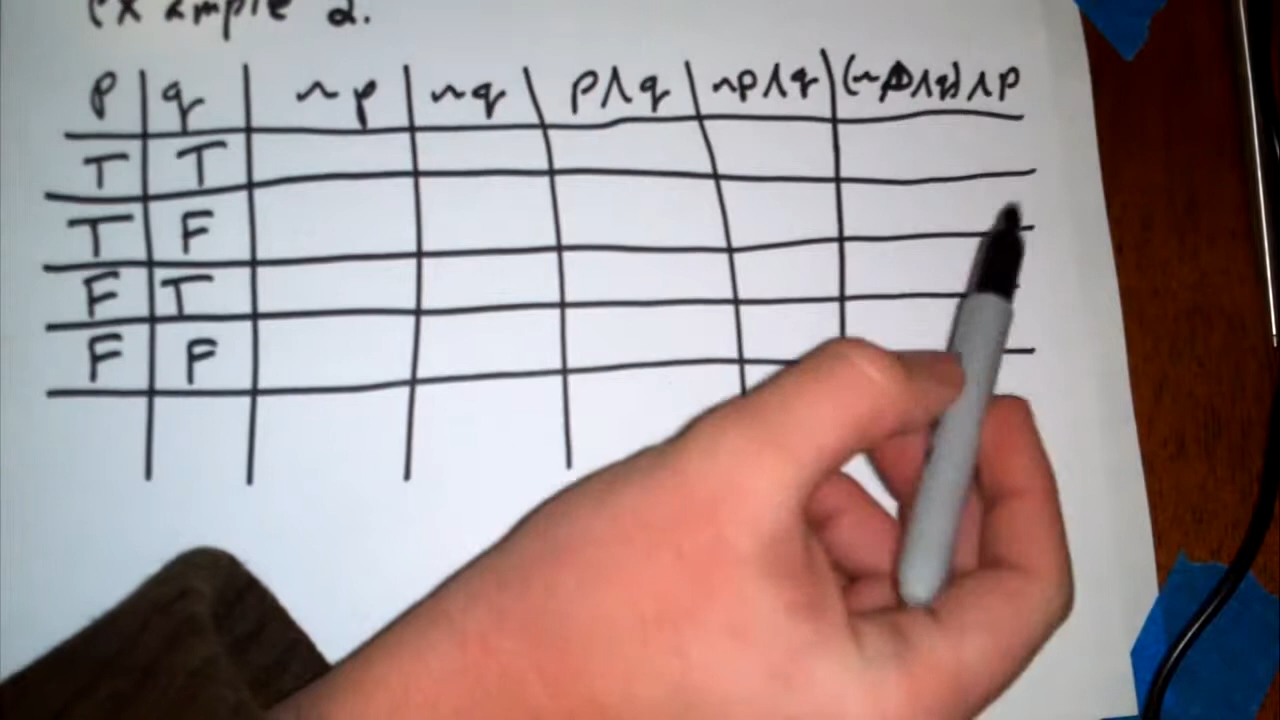 example 2.
p q ~p ~q p∧q ~p∧q (~p∧q)∧p
T T
T F
F T
F F